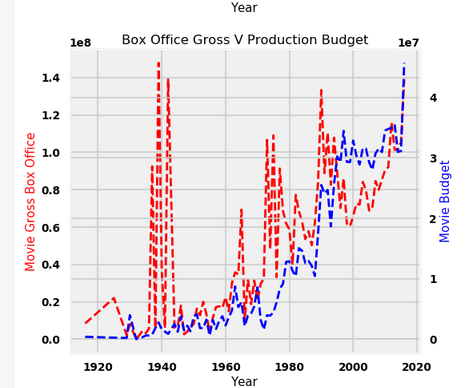 Year
1e8
Box Office Gross V Production Budget
1e7
1.4
1.2
1.0
0.8
0.6
0.4
0.2
0.0
Movie Gross Box Office
4
3
2
1
0
Movie Budget
1920 1940 1960 1980 2000 2020
Year